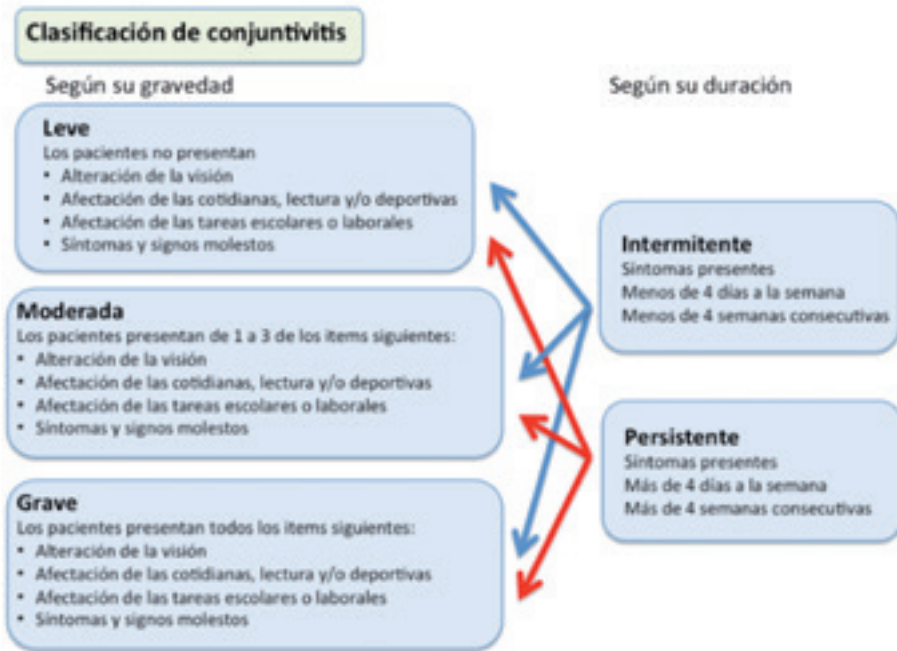 Clasificación de conjuntivitis
Según su gravedad
Leve
Los pacientes no presentan
• Alteración de la visión
• Afectación de las cotidianas, lectura y/o deportivas
• Afectación de las tareas escolares o laborales
• Síntomas y signos molestos
Moderada
Los pacientes presentan de 1 a 3 de los items siguientes:
• Alteración de la visión
• Afectación de las cotidianas, lectura y/o deportivas
• Afectación de las tareas escolares o laborales
• Síntomas y signos molestos
Grave
Los pacientes presentan todos los items siguientes:
• Alteración de la visión
• Afectación de las cotidianas, lectura y/o deportivas
• Afectación de las tareas escolares o laborales
• Síntomas y signos molestos
Según su duración
Intermitente
Síntomas presentes
Menos de 4 días a la semana
Menos de 4 semanas consecutivas
Persistente
Síntomas presentes
Más de 4 días a la semana
Más de 4 semanas consecutivas